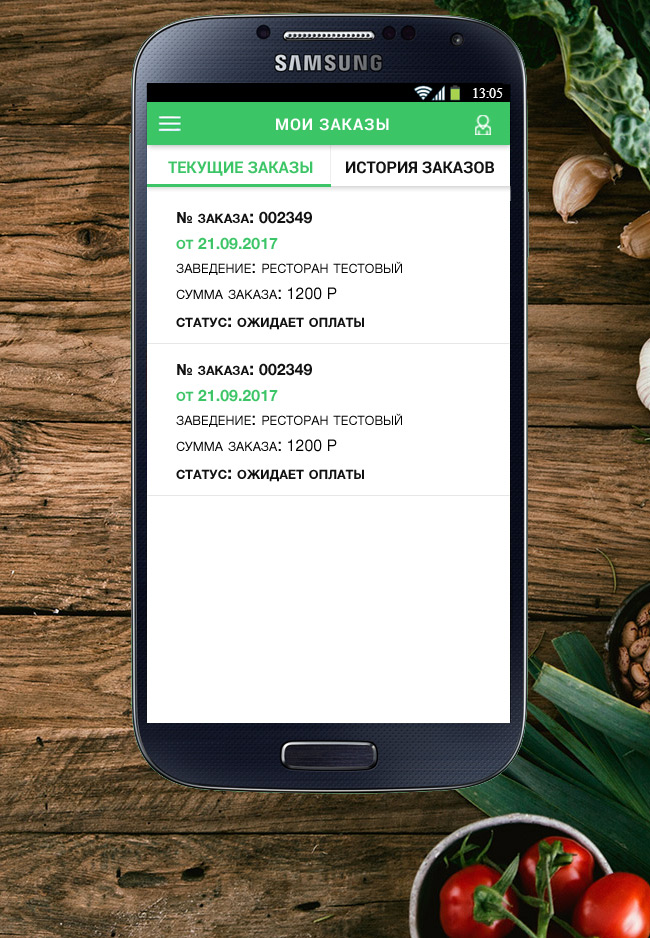 SAMSUNG
13:05
МОИ ЗАКАЗЫ
ТЕКУЩИЕ ЗАКАЗЫ ИСТОРИЯ ЗАКАЗОВ
№ ЗАКАЗА: 002349
ОТ 21.09.2017
ЗАВЕДЕНИЕ: РЕСТОРАН ТЕСТОВЫЙ
СУММА ЗАКАЗА: 1200 Р
СТАТУС: ОЖИДАЕТ ОПЛАТЫ
№ ЗАКАЗА: 002349
ОТ 21.09.2017
ЗАВЕДЕНИЕ: РЕСТОРАН ТЕСТОВЫЙ
СУММА ЗАКАЗА: 1200 Р
СТАТУС: ОЖИДАЕТ ОПЛАТЫ